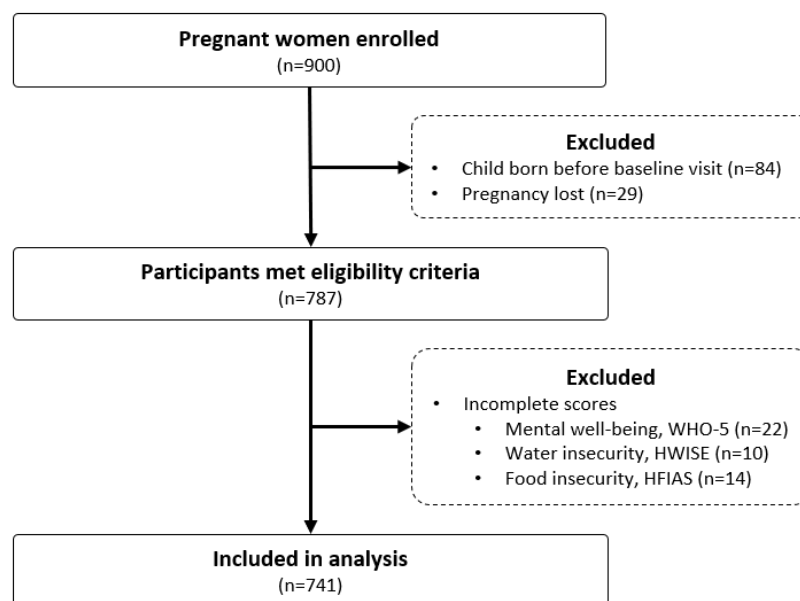 Pregnant women enrolled
(n=900)
Excluded
• Child born before baseline visit (n=84)
• Pregnancy lost (n=29)
Participants met eligibility criteria
(n=787)
Excluded
• Incomplete scores
• Mental well-being, WHO-5 (n=22)
• Water insecurity, HWISE (n=10)
• Food insecurity, HFIAS (n=14)
Included in analysis
(n=741)